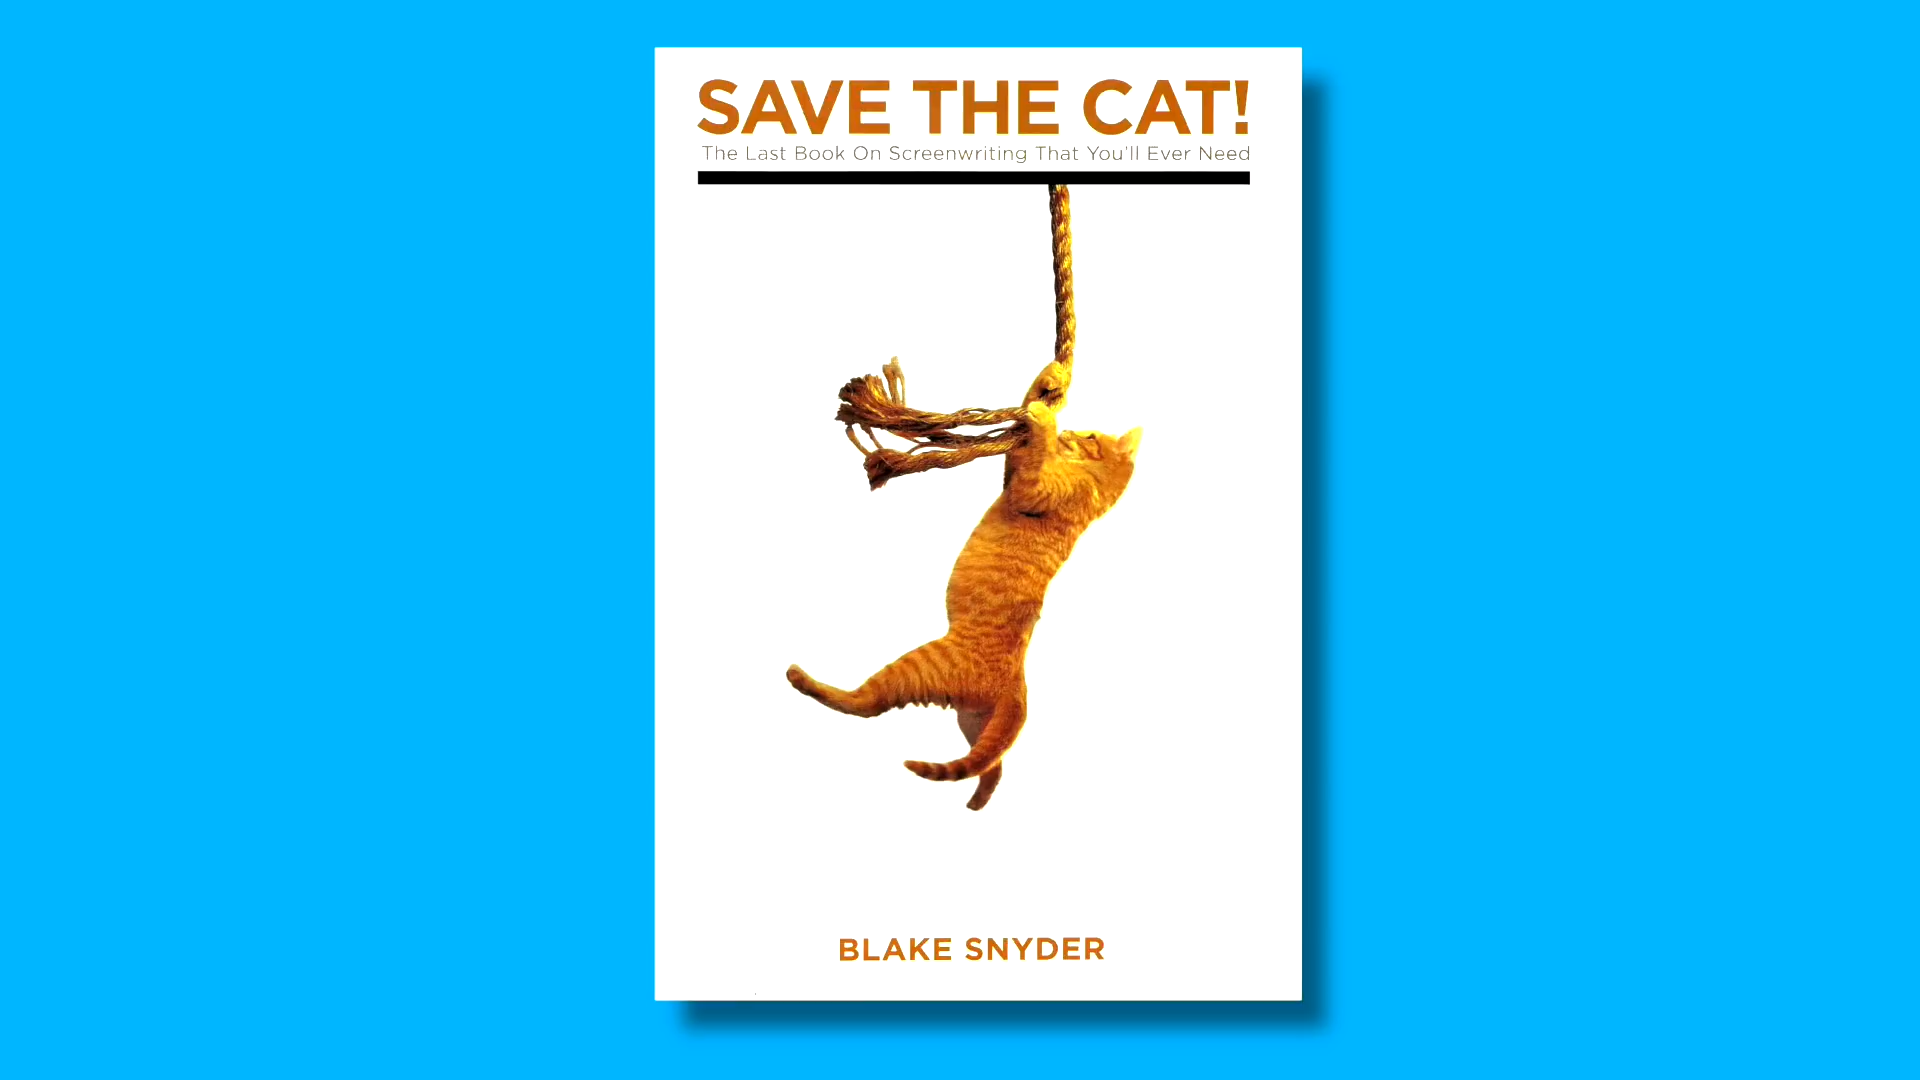 SAVE THE CAT!
The Last Book On Screenwriting That You'll Ever Need
BLAKE SNYDER